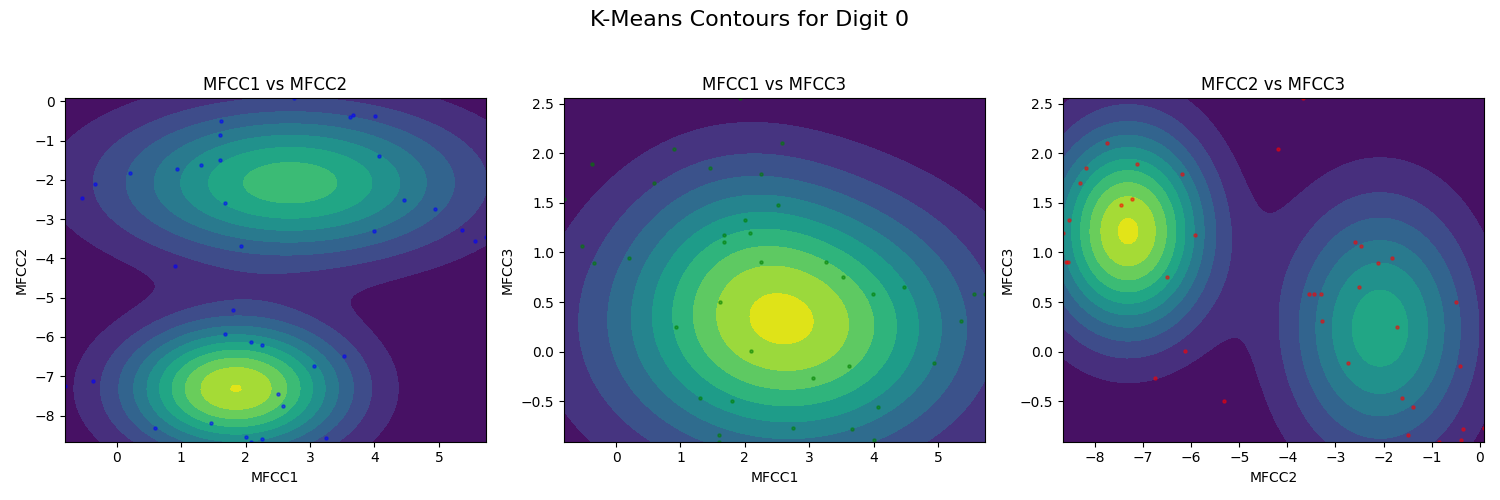 K-Means Contours for Digit 0
MFCC1 vs MFCC2
0
−1
−2
−3
−4
−5
−6
−7
−8
MFCC2
0 1 2 3 4 5
MFCC1
MFCC1 vs MFCC3
2.5
2.0
1.5
1.0
0.5
0.0
−0.5
MFCC3
0 1 2 3 4 5
MFCC1
MFCC2 vs MFCC3
2.5
2.0
1.5
1.0
0.5
0.0
−0.5
MFCC3
−8 −7 −6 −5 −4 −3 −2 −1 0
MFCC2